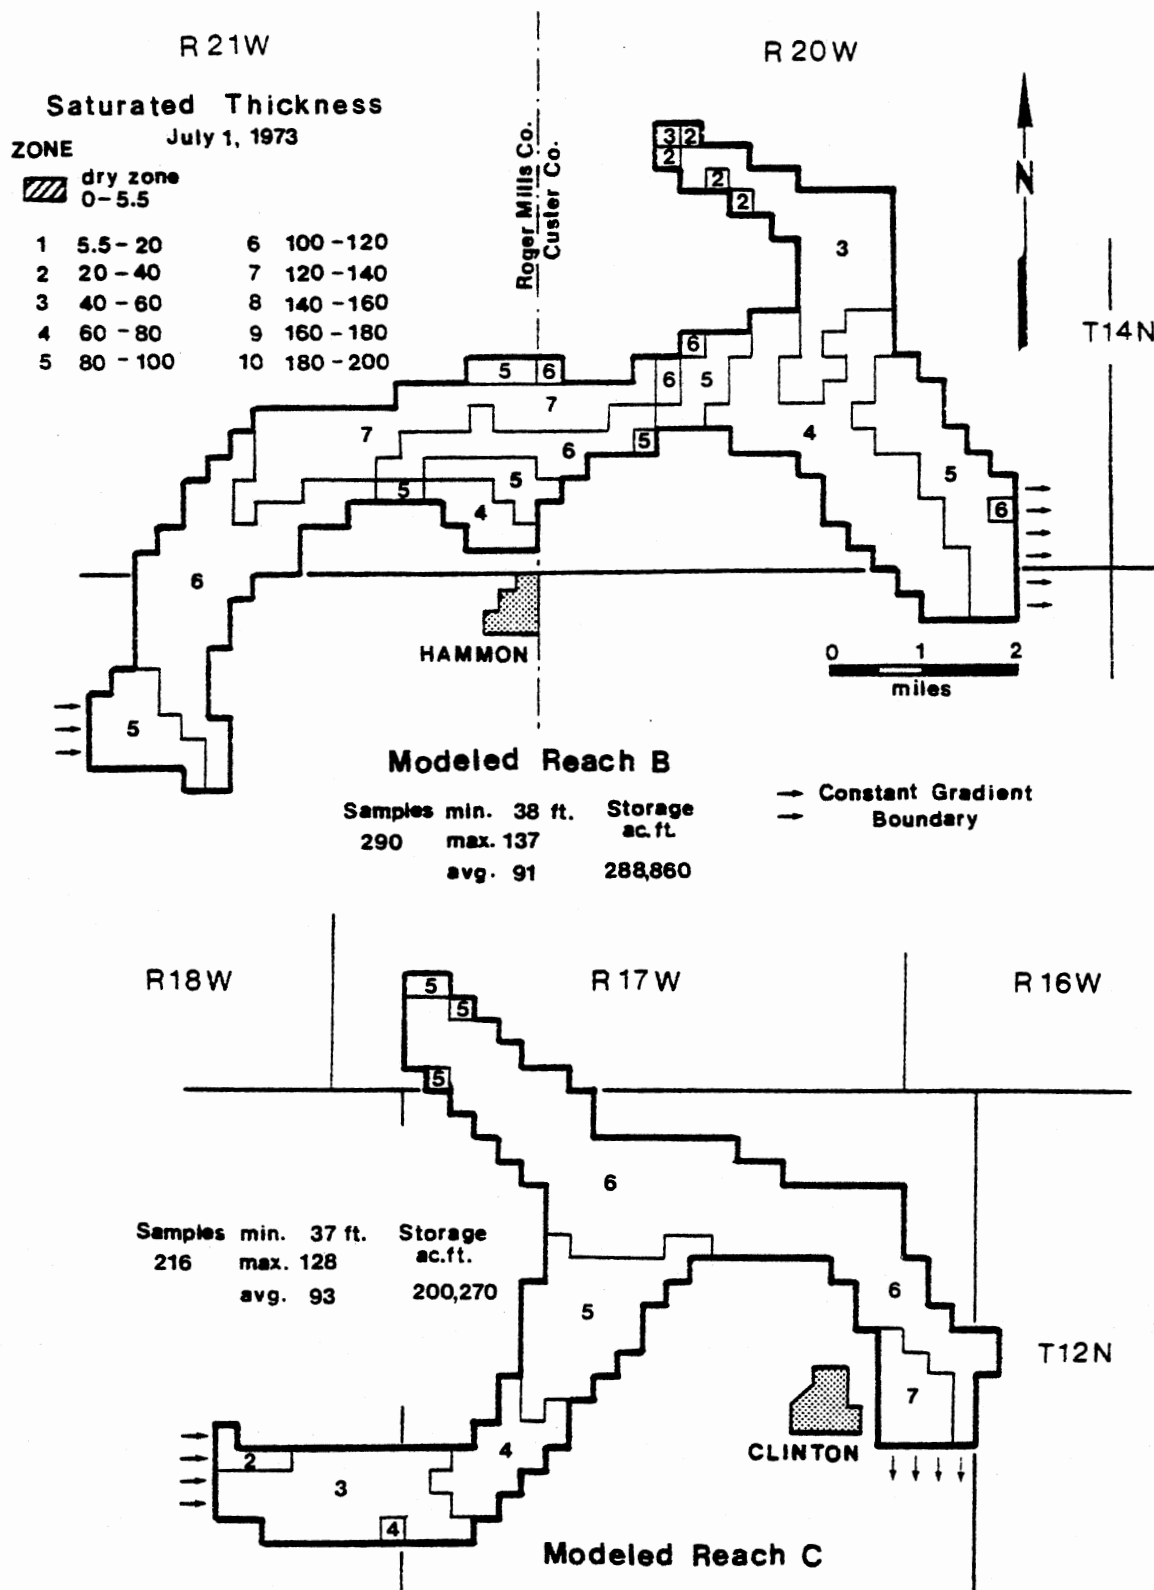 R 21W
R 20W
Saturated Thickness
July 1, 1973
ZONE
dry zone
0-5.5
1 5.5-20 6 100-120
2 20-40 7 120-140
3 40-60 8 140-160
4 60-80 9 160-180
5 80-100 10 180-200
Roger Mills Co.
Custer Co.
N
T14N
3 2
2
2
2
3
6
5 6
6 5
7
7
4
6
5
5
5
5
4
6
6
5
HAMMON
0 1 2
miles
Modeled Reach B
Samples min. 38 ft. Storage
ac.ft.
290 max. 137
avg. 91 288,860
Constant Gradient
Boundary
R18W
R17W
R16W
5
5
5
6
Samples min. 37 ft. Storage
216 max. 128 ac.ft.
avg. 93 200,270
6
5
T12N
7
CLINTON
4
2
3
4
Modeled Reach C